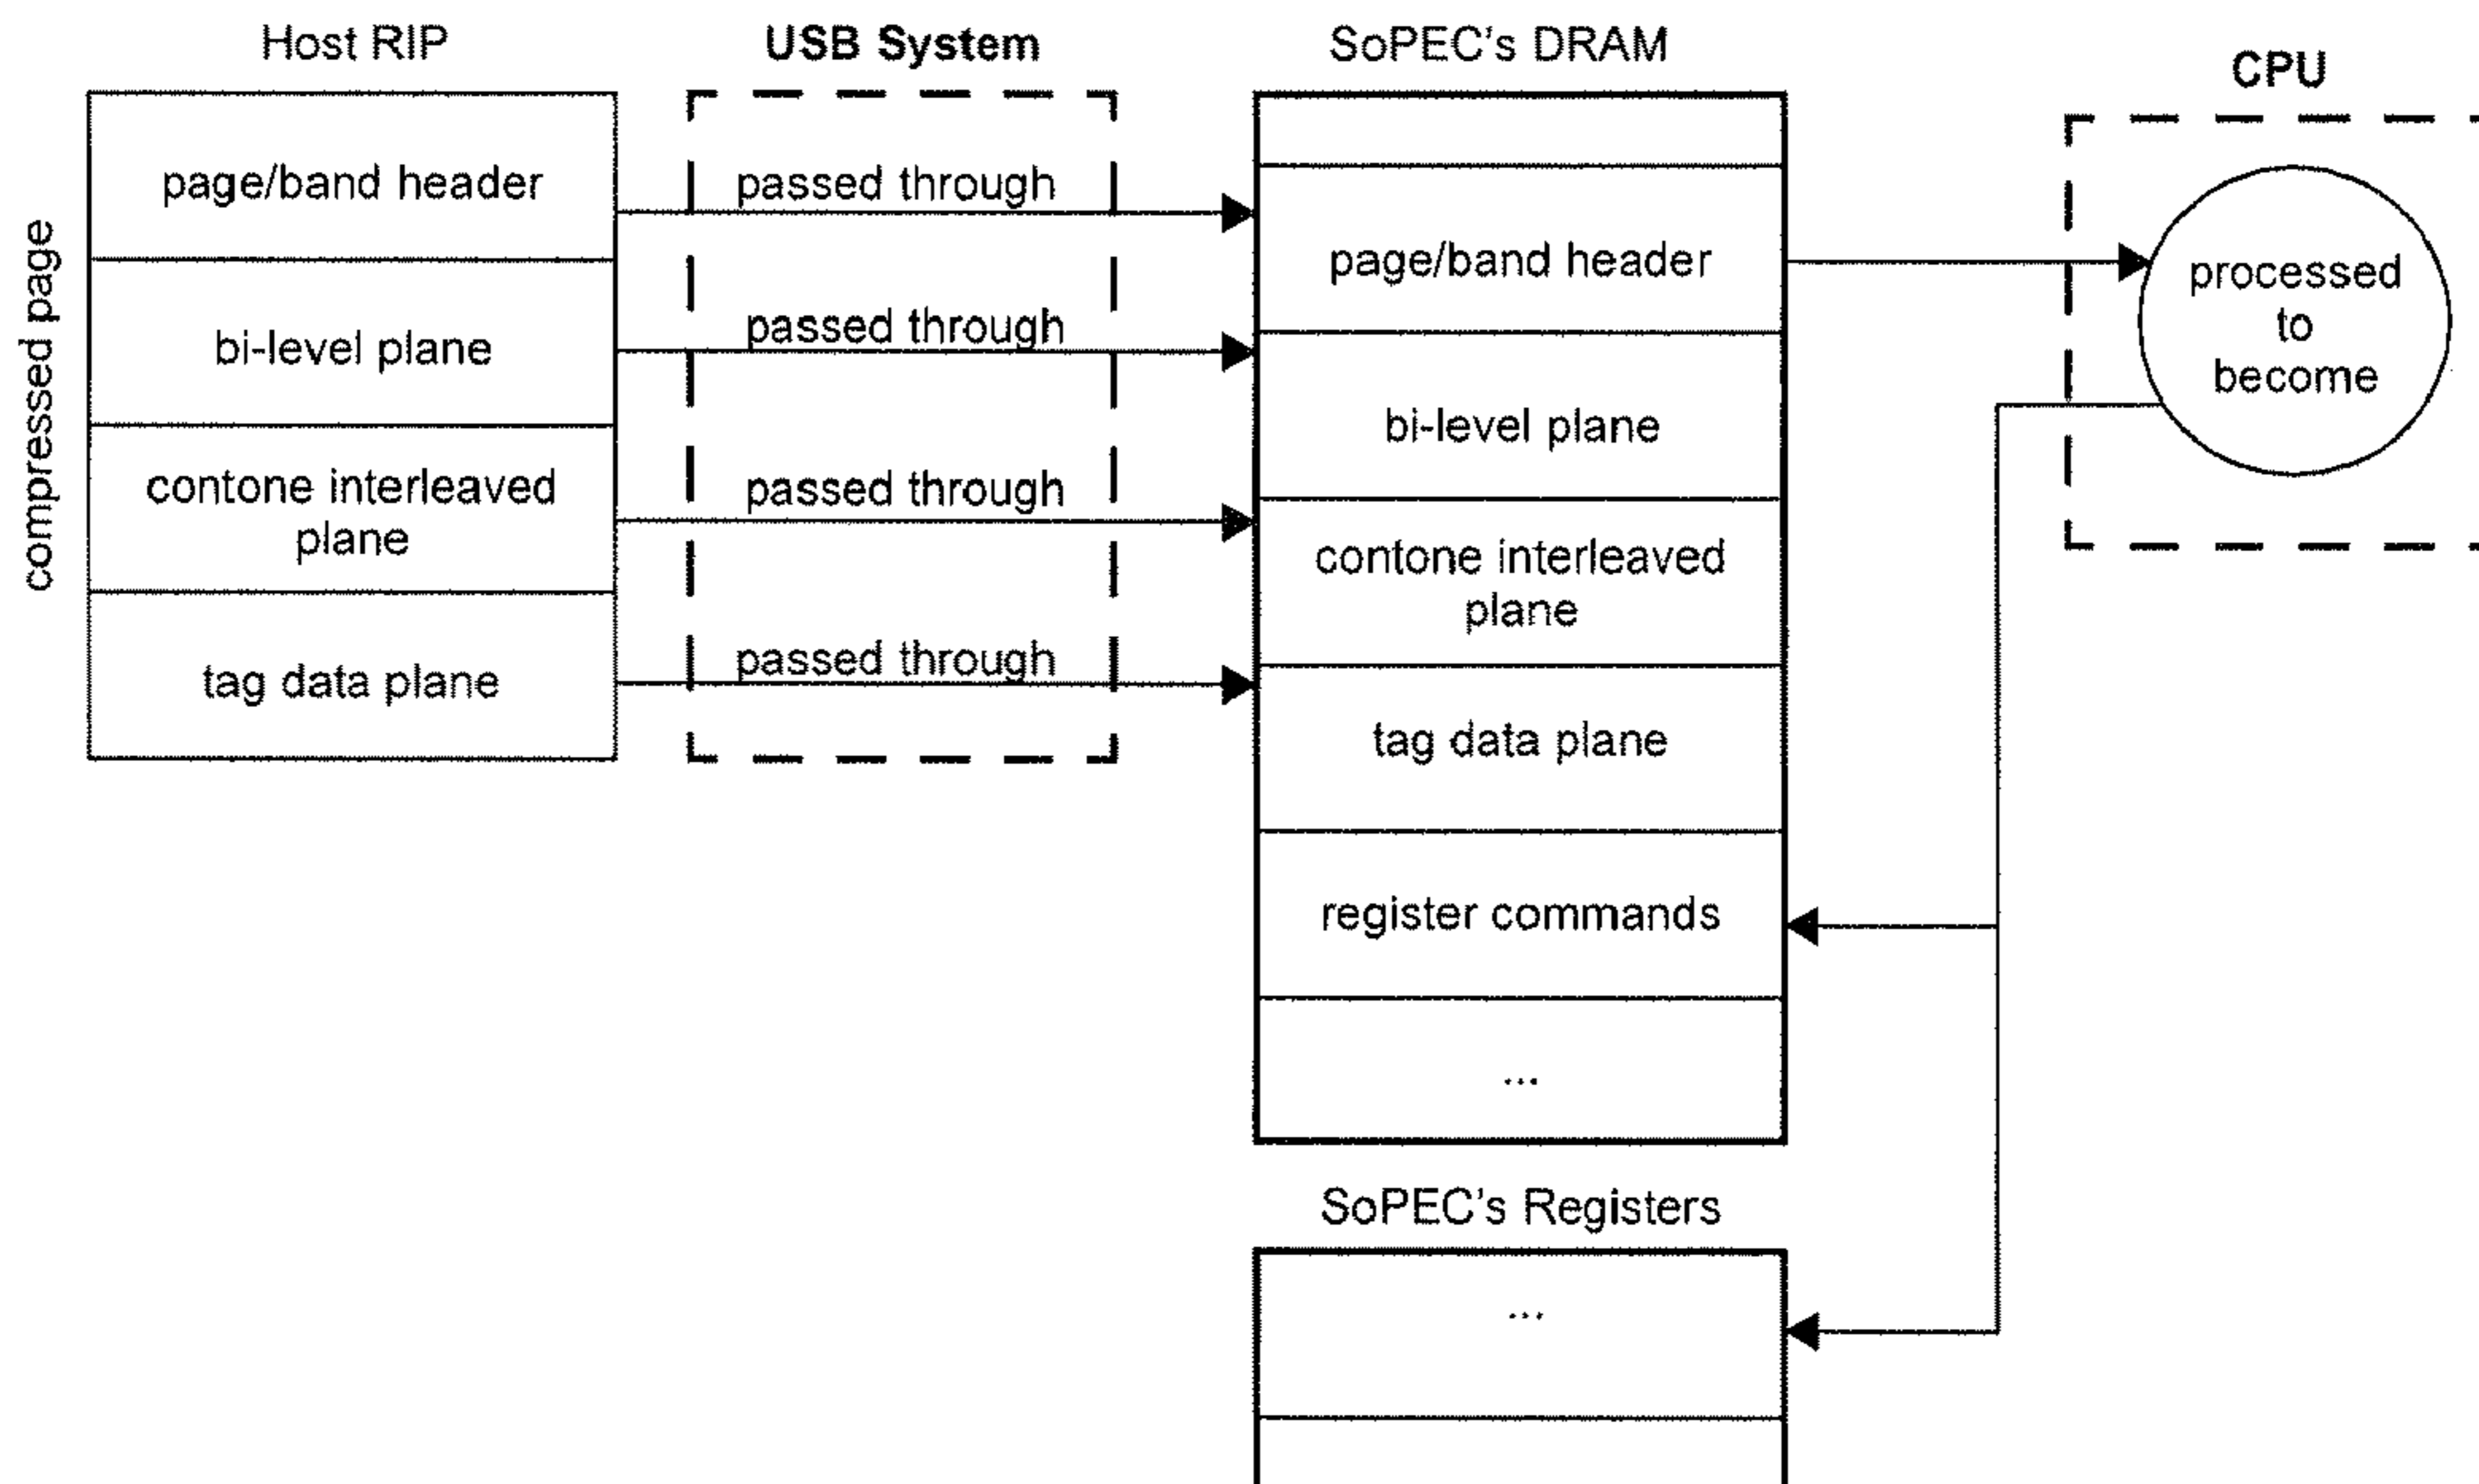 Host RIP
USB System
SoPEC's DRAM
CPU
compressed page
page/band header
bi-level plane
contone interleaved
plane
tag data plane
passed through
passed through
passed through
passed through
page/band header
bi-level plane
contone interleaved
plane
tag data plane
register commands
...
processed
to
become
SoPEC's Registers
...